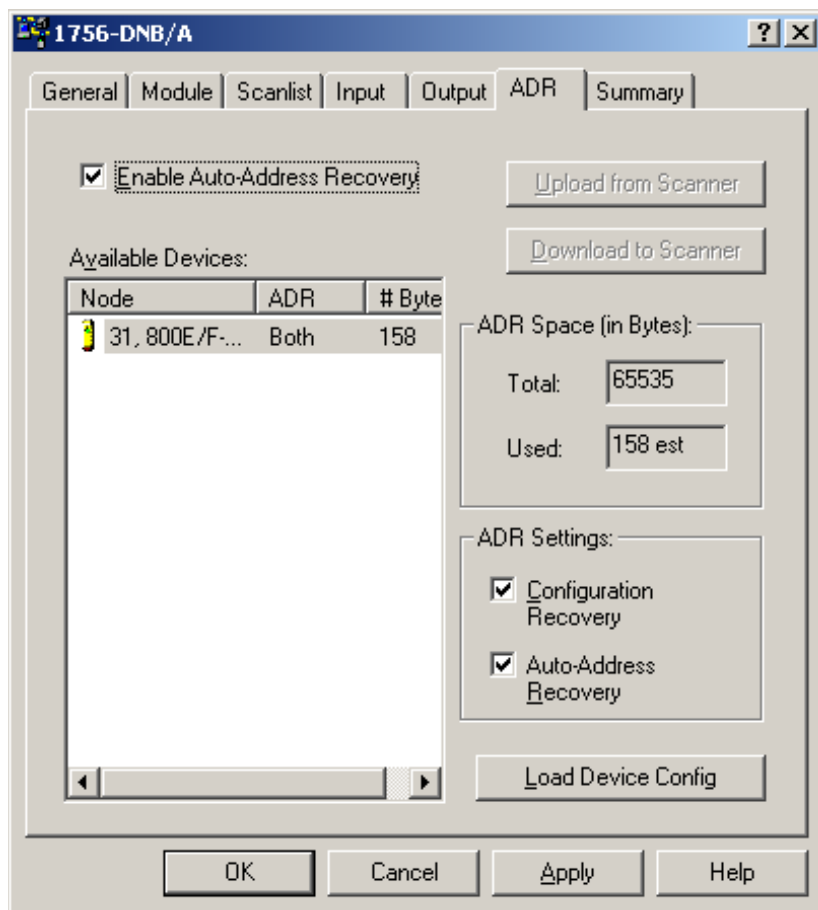 1756-DNB/A
General Module Scanlist Input Output ADR Summary
Enable Auto-Address Recovery
Upload from Scanner
Download to Scanner
Available Devices:
Node ADR # Byte
31, 800E/F-... Both 158
ADR Space (in Bytes):
Total: 65535
Used: 158 est
ADR Settings:
Configuration
Recovery
Auto-Address
Recovery
Load Device Config
OK Cancel Apply Help